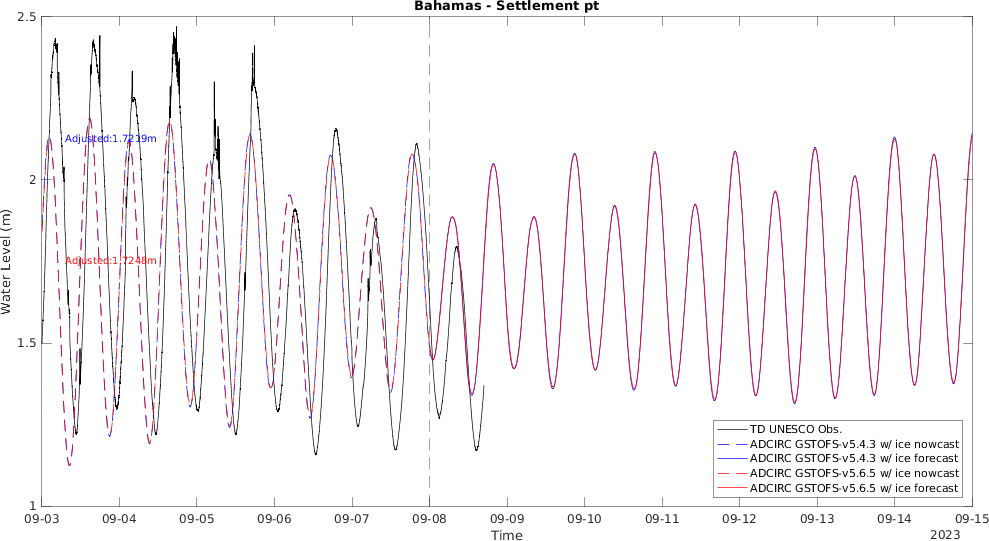 Bahamas - Settlement pt
2.5
2
1.5
1
Water Level (m)
Adjusted:1.7219m
Adjusted:1.7248m
TD UNESCO Obs.
ADCIRC GSTOFS-v5.4.3 w/ ice nowcast
ADCIRC GSTOFS-v5.4.3 w/ ice forecast
ADCIRC GSTOFS-v5.6.5 w/ ice nowcast
ADCIRC GSTOFS-v5.6.5 w/ ice forecast
09-03 09-04 09-05 09-06 09-07 09-08 09-09 09-10 09-11 09-12 09-13 09-14 09-15
Time
2023